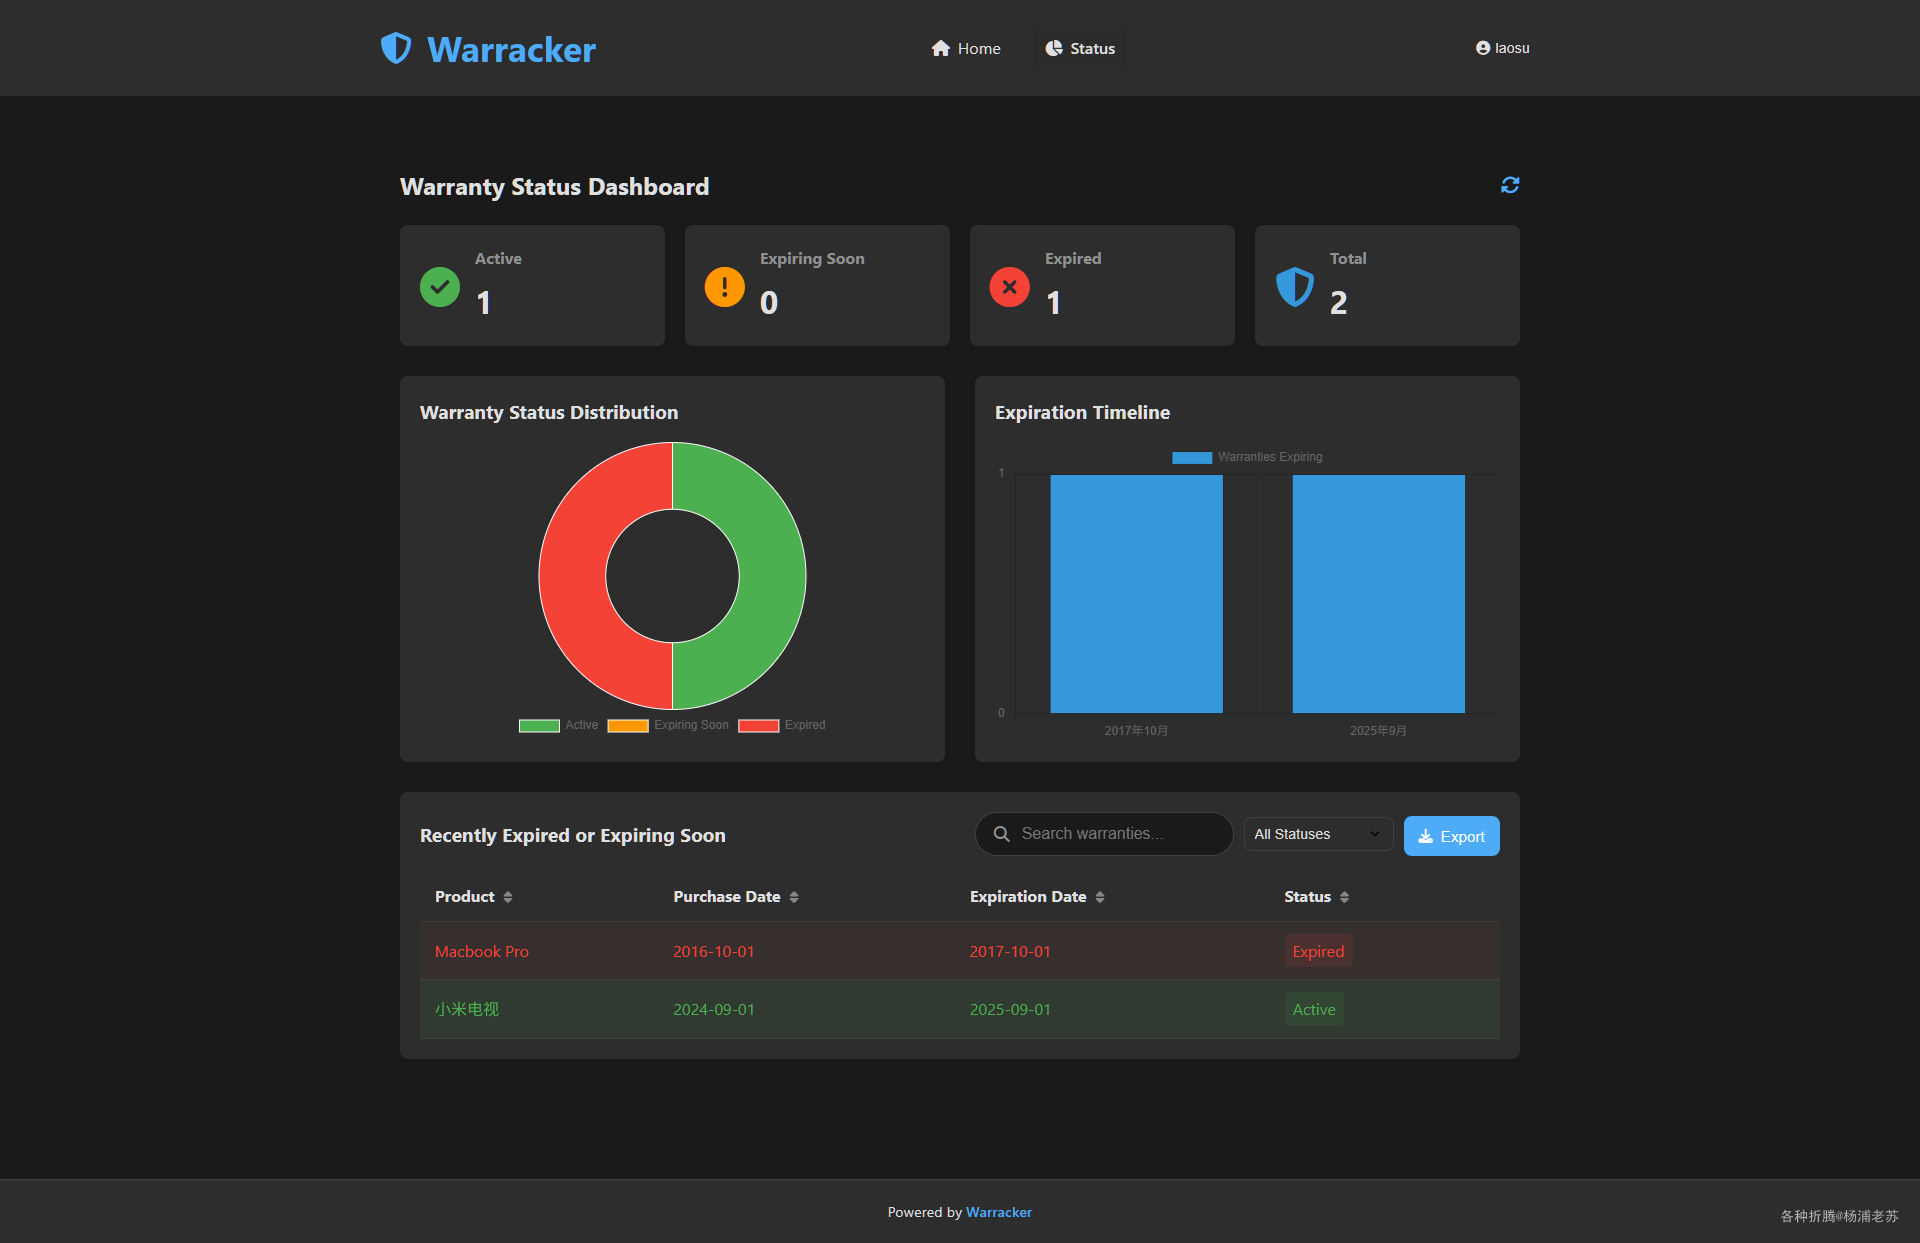 Warracker
Home
Status
laosu
Warranty Status Dashboard
Active
1
Expiring Soon
0
Expired
1
Total
2
Warranty Status Distribution
Active Expiring Soon Expired
Expiration Timeline
Warranties Expiring
1
0
2017年10月 2025年9月
Recently Expired or Expiring Soon
Search warranties...
All Statuses
Export
Product Purchase Date Expiration Date Status
Macbook Pro 2016-10-01 2017-10-01 Expired
小米电视 2024-09-01 2025-09-01 Active
Powered by Warracker
各种折腾@杨浦老苏